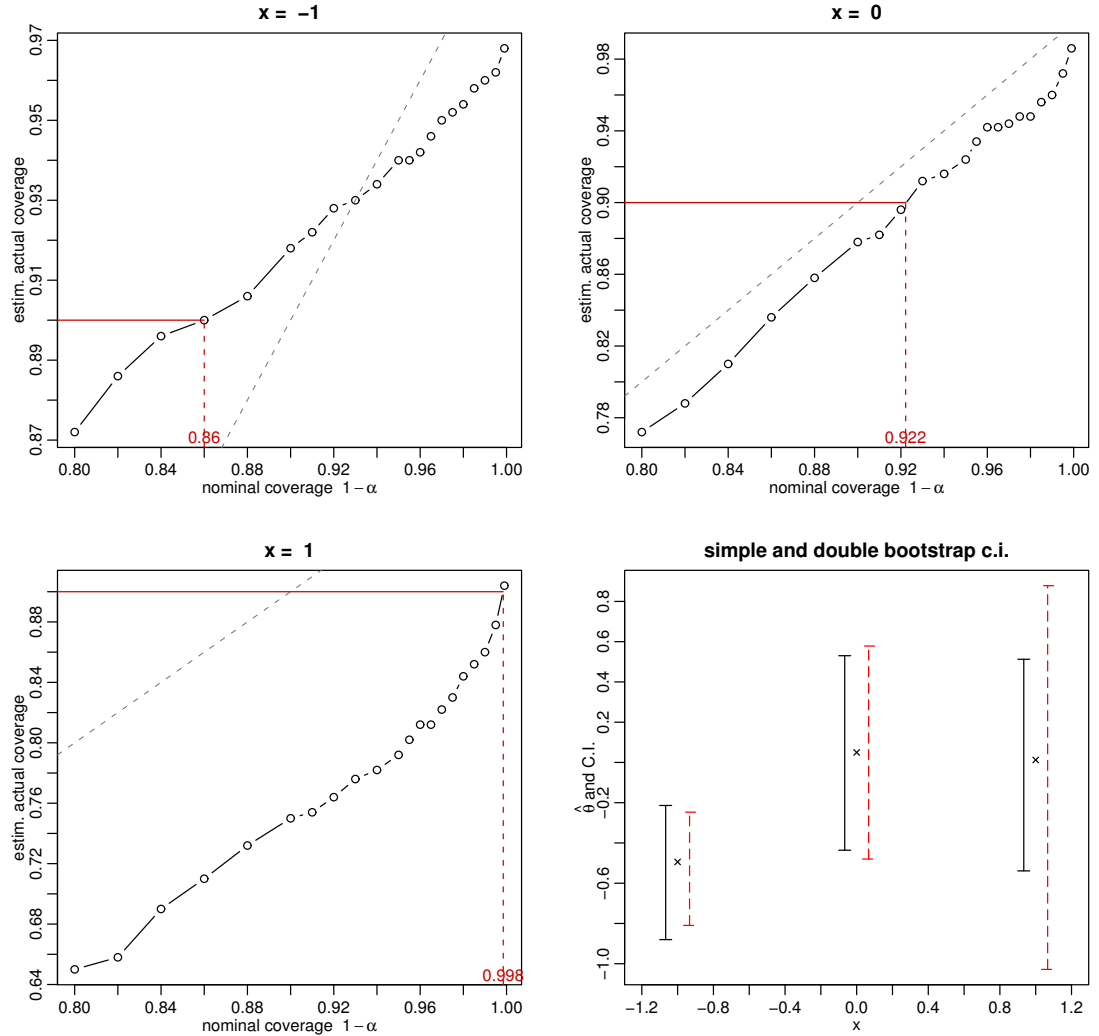 x = −1
estim. actual coverage
0.97
0.95
0.93
0.91
0.89
0.87
0.86
0.80 0.84 0.88 0.92 0.96 1.00
nominal coverage 1−α
x = 0
estim. actual coverage
0.98
0.94
0.90
0.86
0.82
0.78
0.922
0.80 0.84 0.88 0.92 0.96 1.00
nominal coverage 1−α
x = 1
estim. actual coverage
0.88
0.84
0.80
0.76
0.72
0.68
0.64
0.998
0.80 0.84 0.88 0.92 0.96 1.00
nominal coverage 1−α
simple and double bootstrap c.i.
θ̂ and C.I.
0.8
0.6
0.4
0.2
−0.2
−0.6
−1.0
−1.2 −0.8 −0.4 0.0 0.4 0.8 1.2
x